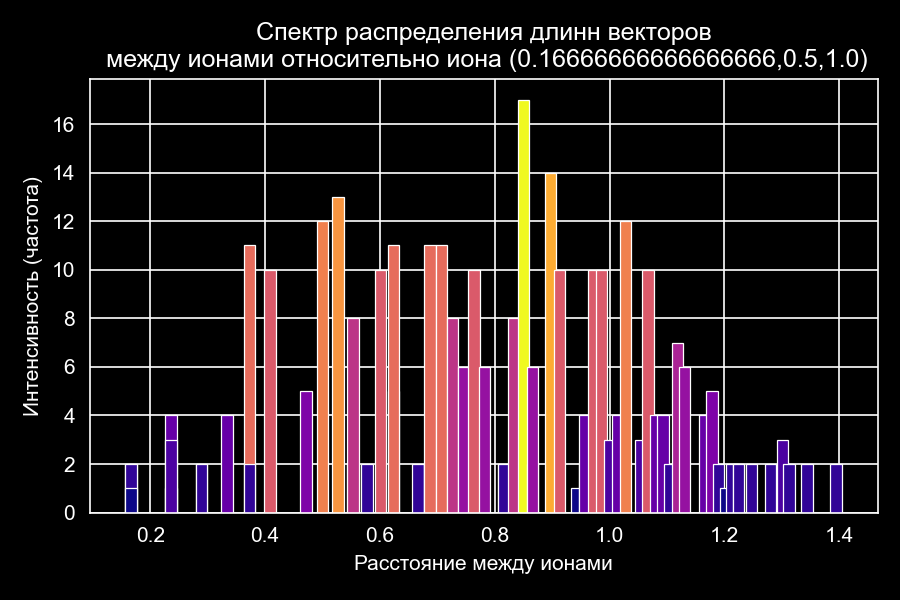 Спектр распределения длинн векторов
между ионами относительно иона (0.16666666666666666,0.5,1.0)
Интенсивность (частота)
16
14
12
10
8
6
4
2
0
0.2 0.4 0.6 0.8 1.0 1.2 1.4
Расстояние между ионами